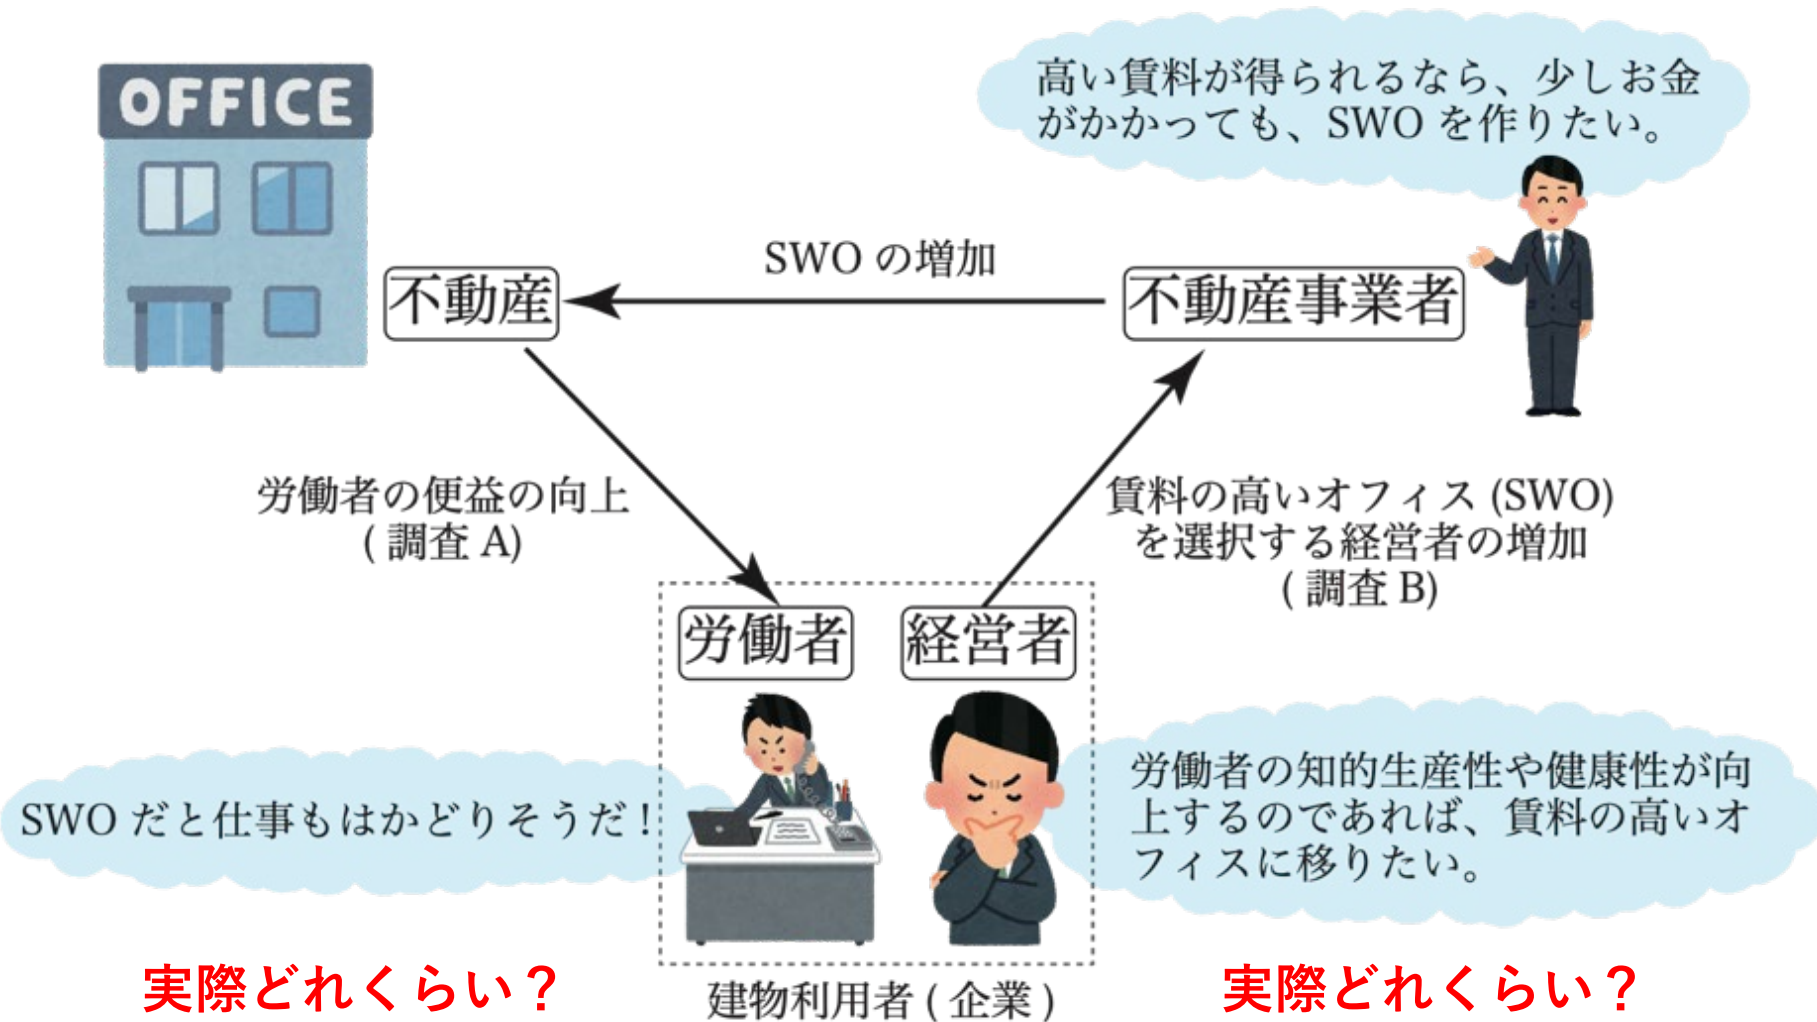 OFFICE
高い賃料が得られるなら、少しお金
がかかっても、SWO を作りたい。
SWO の増加
不動産
不動産事業者
労働者の便益の向上
( 調査 A)
賃料の高いオフィス (SWO)
を選択する経営者の増加
( 調査 B)
労働者
経営者
SWO だと仕事もはかどりそうだ !
労働者の知的生産性や健康性が向
上するのであれば、賃料の高いオ
フィスに移りたい。
実際どれくらい？
建物利用者 ( 企業 )
実際どれくらい？